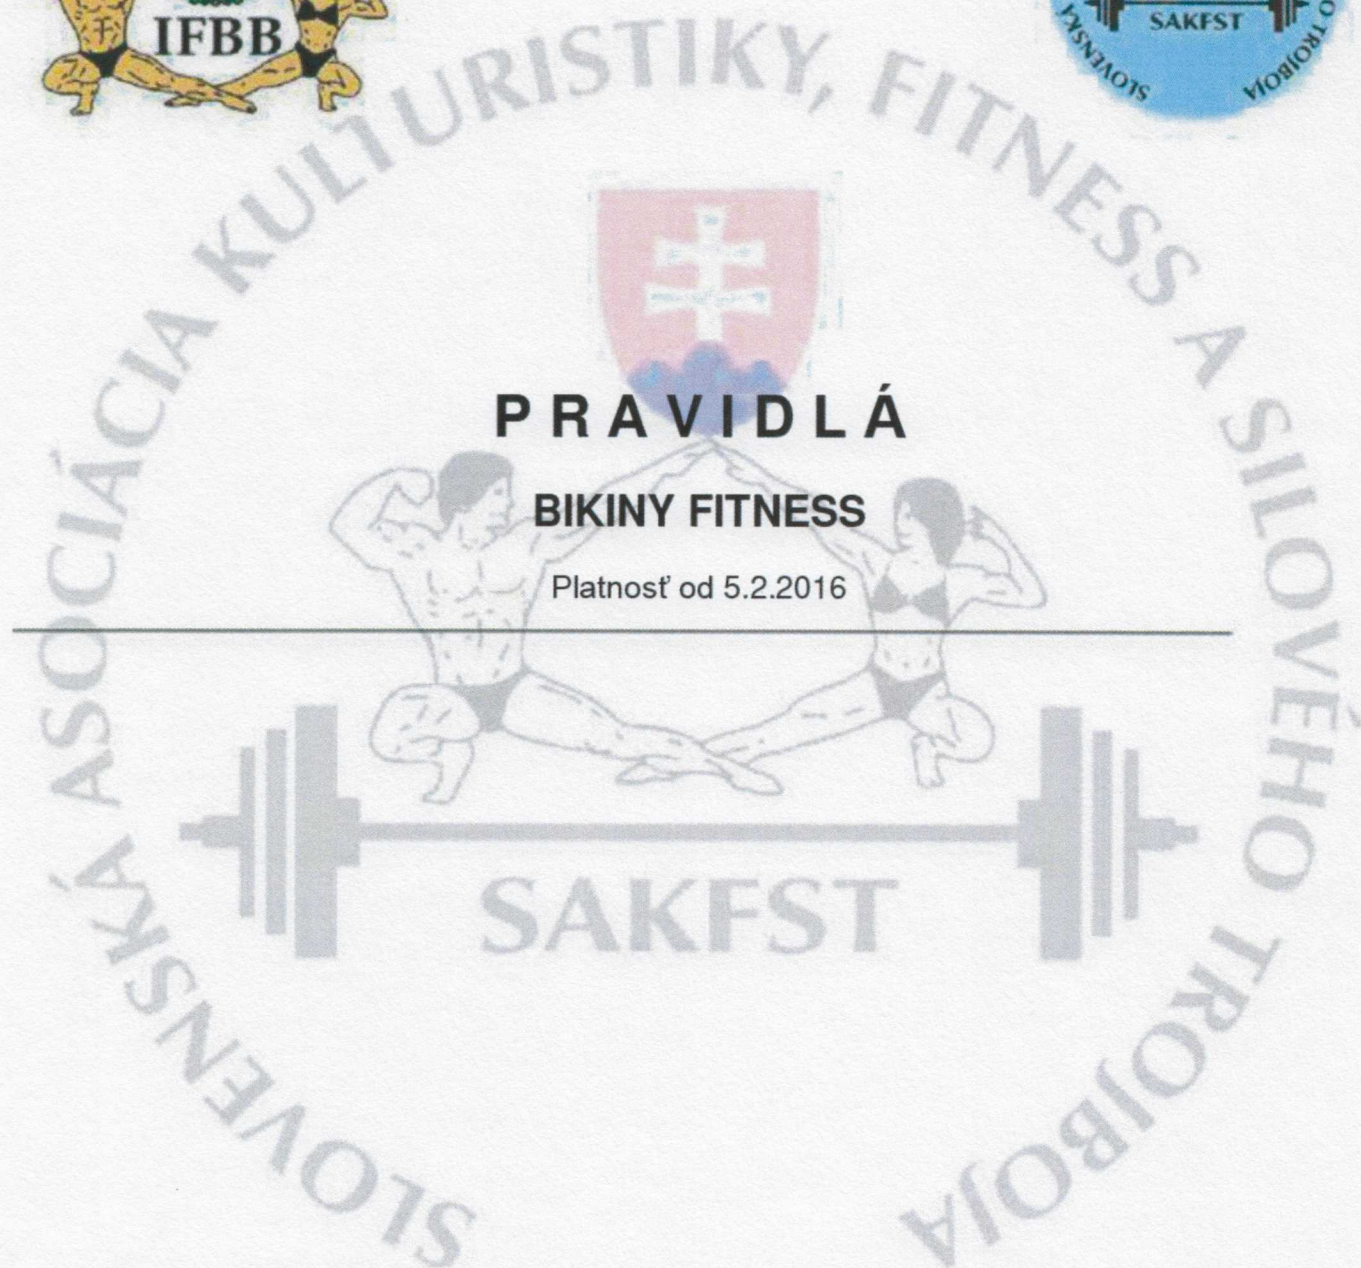 IFBB
SAKFST
SLOVENSKÁ
O TROJBOJA
SLOVENSKÁ ASOCIÁCIA KULTURISTIKY, FITNESS A SILOVÉHO TROJBOJA
PRAVIDLÁ
BIKINY FITNESS
Platnosť od 5.2.2016
SAKFST